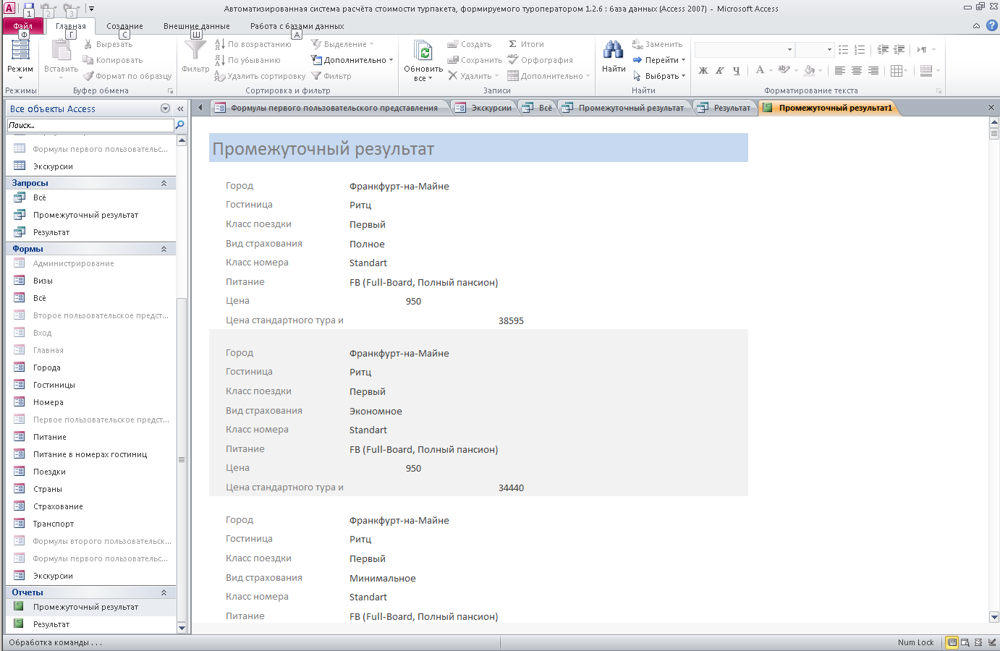 Автоматизированная система расчёта стоимости турпакета, формируемого туроператором 1.2.6 : база данных (Access 2007) - Microsoft Access
A
1
2
3
Файл
Главная
Создание
Внешние данные
Работа с базами данных
Ф
Г
С
Ш
А
Режим
Режимы
Вставить
Вырезать
Копировать
Формат по образцу
Буфер обмена
Фильтр
По возрастанию
По убыванию
Удалить сортировку
Выделение
Дополнительно
Фильтр
Сортировка и фильтр
Обновить
все
Создать
Сохранить
Удалить
Итоги
Орфография
Дополнительно
Записи
Найти
Заменить
Перейти
Выбрать
Найти
Ж К Ч
Форматирование текста
Все объекты Access
Поиск...
Формулы первого пользовательс...
Экскурсии
Запросы
Всё
Промежуточный результат
Результат
Формы
Администрирование
Визы
Всё
Второе пользовательское предст...
Вход
Главная
Города
Гостиницы
Номера
Первое пользовательское предст...
Питание
Питание в номерах гостиниц
Поездки
Страны
Страхование
Транспорт
Формулы второго пользовательск...
Формулы первого пользовательс...
Экскурсии
Отчеты
Промежуточный результат
Результат
Формулы первого пользовательского представления
Экскурсии
Всё
Промежуточный результат
Результат
Промежуточный результат1
Промежуточный результат
Город Франкфурт-на-Майне
Гостиница Ритц
Класс поездки Первый
Вид страхования Полное
Класс номера Standart
Питание FB (Full-Board, Полный пансион)
Цена 950
Цена стандартного тура и 38595
Город Франкфурт-на-Майне
Гостиница Ритц
Класс поездки Первый
Вид страхования Экономное
Класс номера Standart
Питание FB (Full-Board, Полный пансион)
Цена 950
Цена стандартного тура и 34440
Город Франкфурт-на-Майне
Гостиница Ритц
Класс поездки Первый
Вид страхования Минимальное
Класс номера Standart
Питание FB (Full-Board, Полный пансион)
Обработка команды . . .
Num Lock